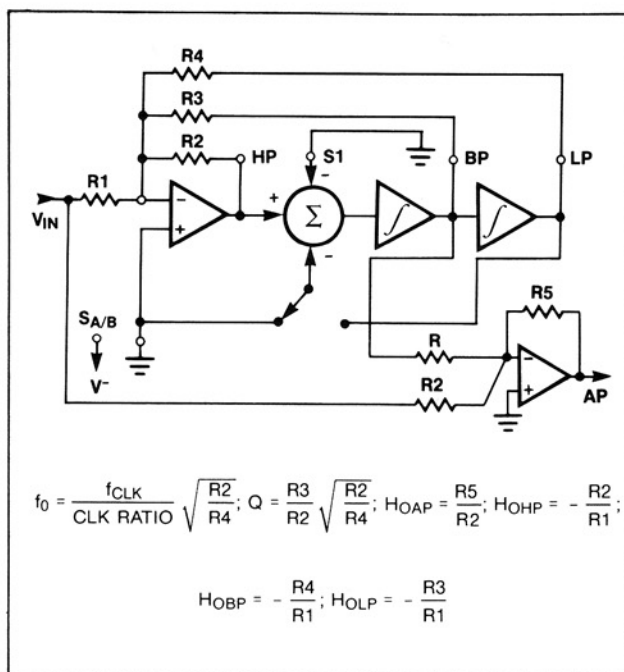 R4
R3
R2
HP
S1
BP
LP
R1
VIN
−
+
+
Σ
−
−
∫
∫
SA/B
V−
R5
R
R2
−
+
AP
f0 = fCLK / CLK RATIO √(R2/R4); Q = R3/R2 √(R2/R4); HOAP = R5/R2; HOHP = − R2/R1;
HOBP = − R4/R1; HOLP = − R3/R1